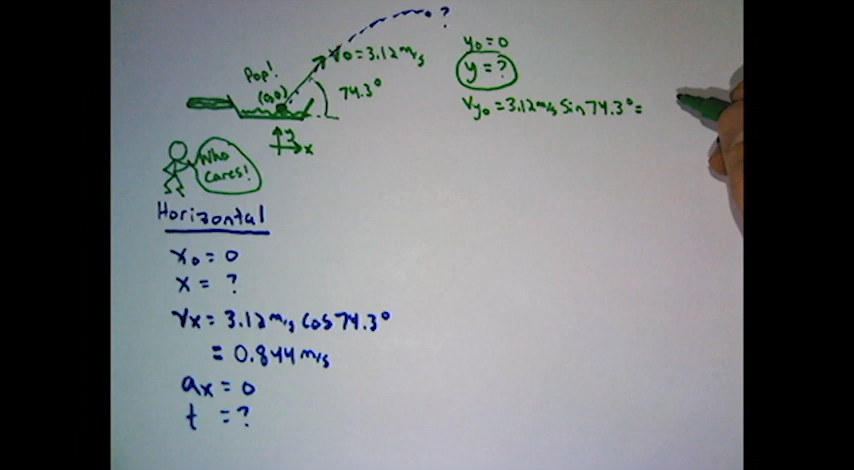 ?
v₀ = 3.12 m/s
Pop!
(0,0)
74.3°
y
x
Who
Cares!
y₀ = 0
y = ?
Vy₀ = 3.12 m/s Sin 74.3° =
Horizontal
x₀ = 0
x = ?
Vx = 3.12 m/s Cos 74.3°
= 0.844 m/s
ax = 0
t = ?